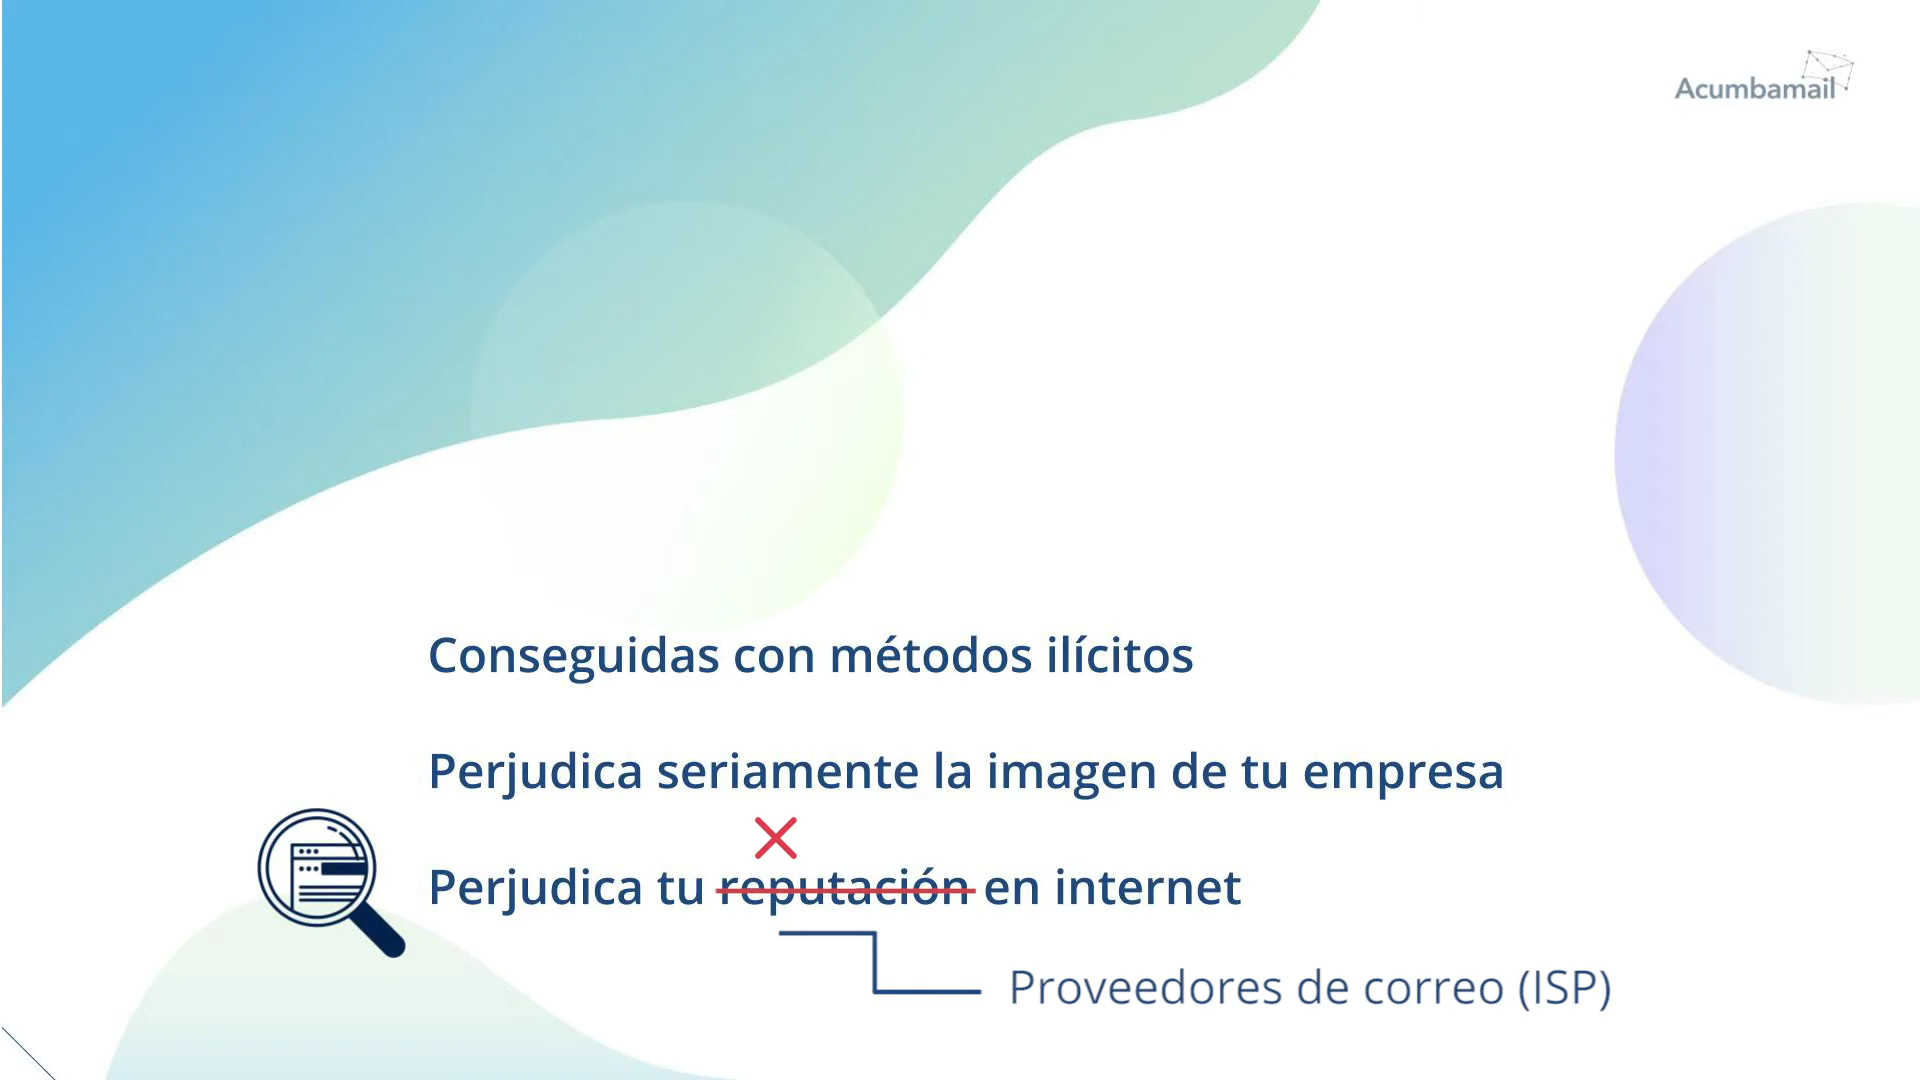 Acumbamail
Conseguidas con métodos ilícitos
Perjudica seriamente la imagen de tu empresa
Perjudica tu reputación en internet
Proveedores de correo (ISP)